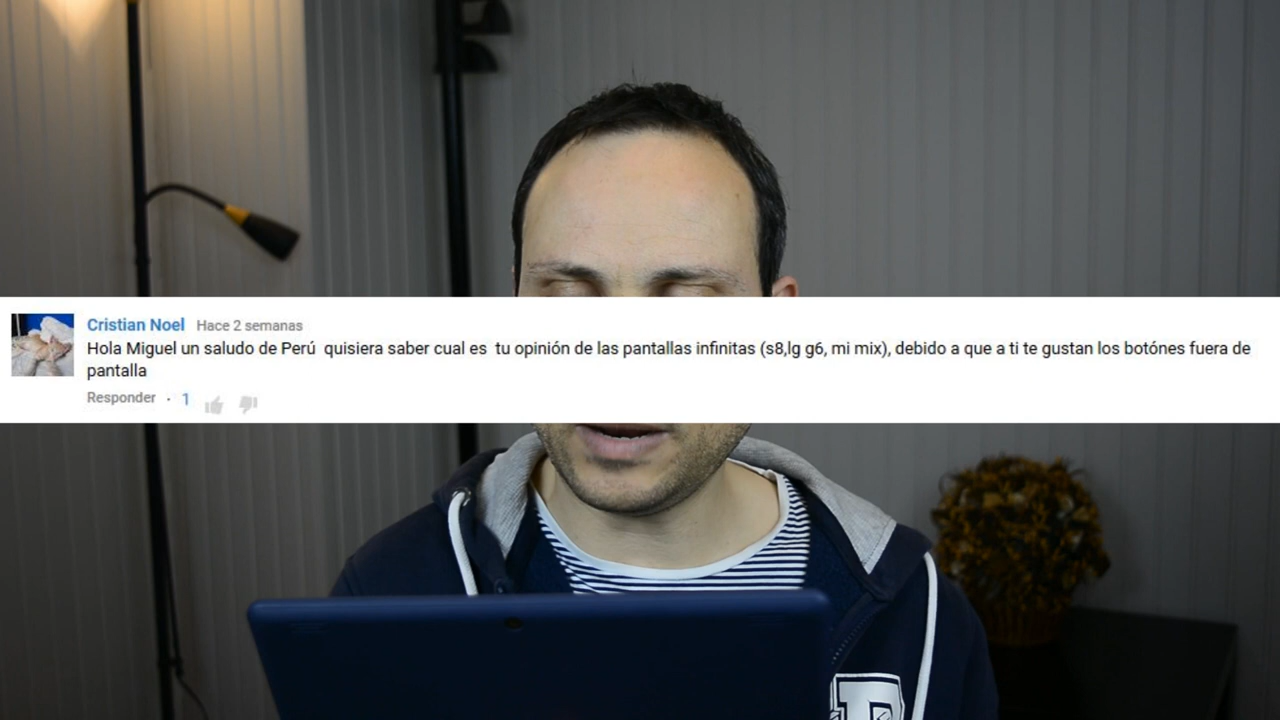 Cristian Noel Hace 2 semanas
Hola Miguel un saludo de Perú quisiera saber cual es tu opinión de las pantallas infinitas (s8,lg g6, mi mix), debido a que a ti te gustan los botónes fuera de
pantalla
Responder · 1